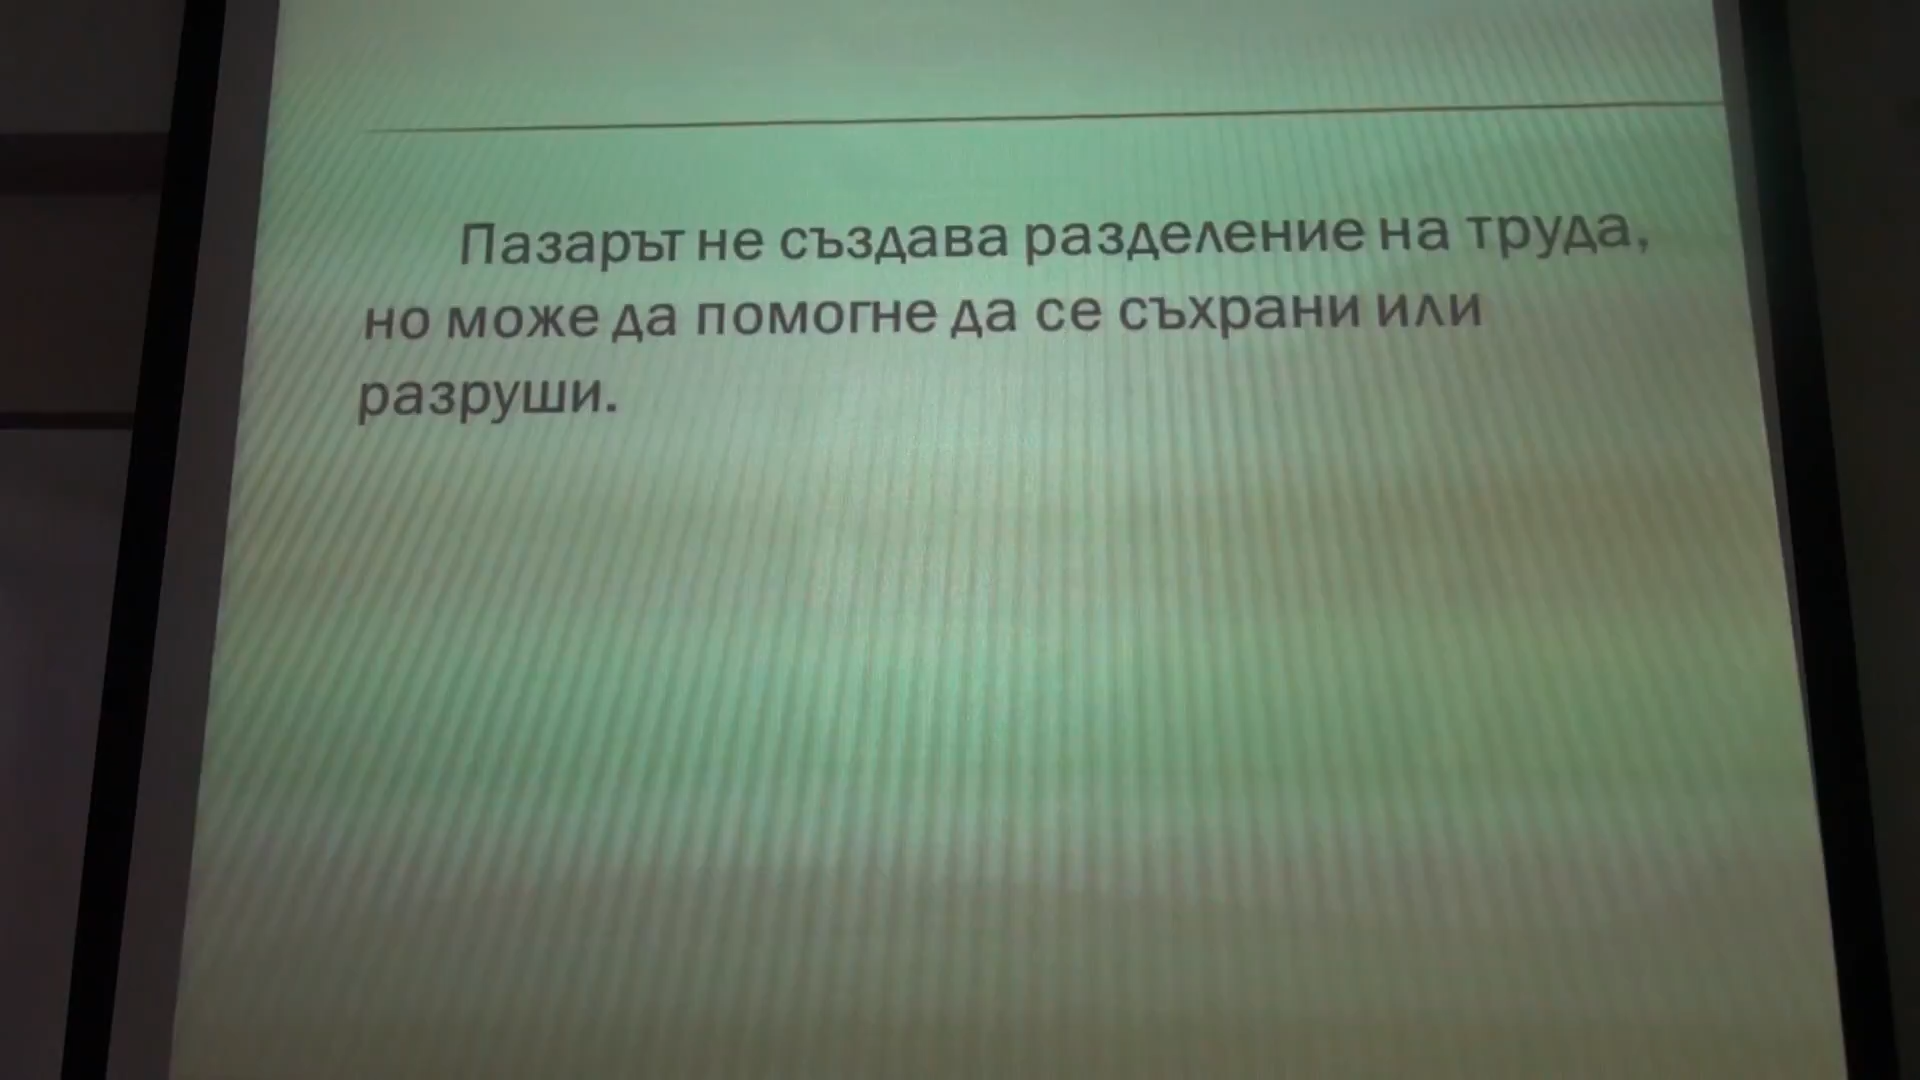 Пазарът не създава разделение на труда,
но може да помогне да се съхрани или
разруши.